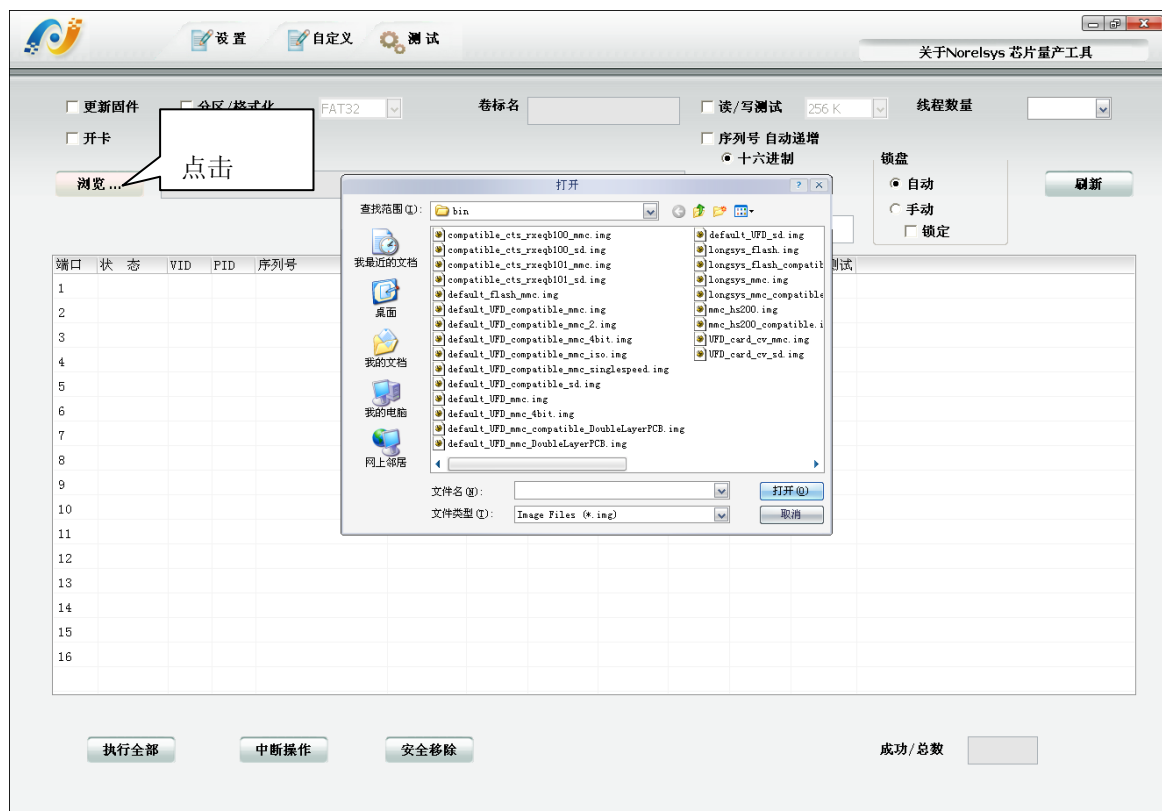 设 置 自定义 测 试
关于Norelsys 芯片量产工具
更新固件 分区/格式化 FAT32 卷标名 读/写测试 256 K 线程数量
开卡 序列号 自动递增
十六进制
点击
锁盘
浏览 ... 自动 刷新
手动
锁定
打开
查找范围(I): bin
我最近的文档
桌面
我的文档
我的电脑
网上邻居
compatible_cts_rxeqb100_mmc.img
compatible_cts_rxeqb100_sd.img
compatible_cts_rxeqb101_mmc.img
compatible_cts_rxeqb101_sd.img
default_flash_mmc.img
default_UFD_compatible_mmc.img
default_UFD_compatible_mmc_2.img
default_UFD_compatible_mmc_4bit.img
default_UFD_compatible_mmc_iso.img
default_UFD_compatible_mmc_singlespeed.img
default_UFD_compatible_sd.img
default_UFD_mmc.img
default_UFD_mmc_4bit.img
default_UFD_mmc_compatible_DoubleLayerPCB.img
default_UFD_mmc_DoubleLayerPCB.img
default_UFD_sd.img
longsys_flash.img
longsys_flash_compatib
longsys_mmc.img
longsys_mmc_compatible
mmc_hs200.img
mmc_hs200_compatible.i
UFD_card_cv_mmc.img
UFD_card_cv_sd.img
文件名(N): 打开(O)
文件类型(T): Image Files (*.img) 取消
端口 状 态 VID PID 序列号 测试
1
2
3
4
5
6
7
8
9
10
11
12
13
14
15
16
执行全部 中断操作 安全移除 成功/总数